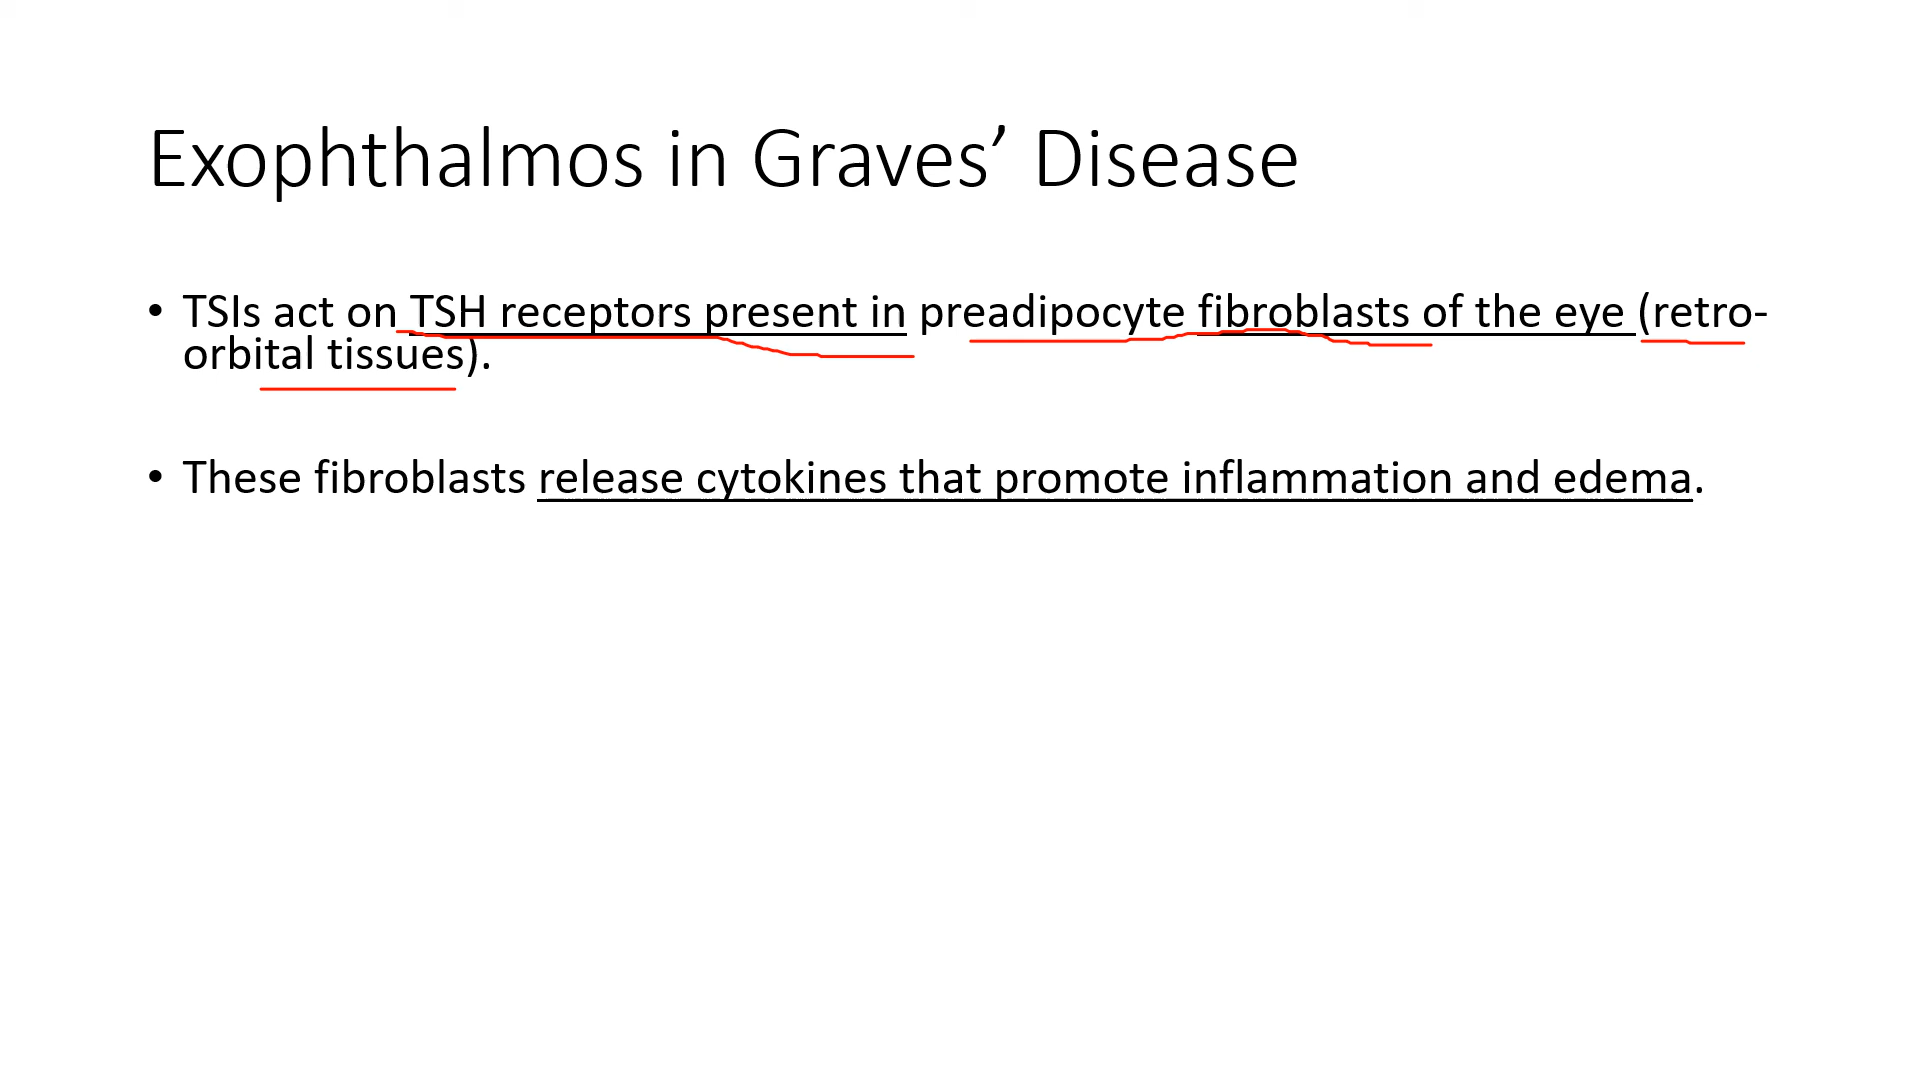 Exophthalmos in Graves’ Disease
• TSIs act on TSH receptors present in preadipocyte fibroblasts of the eye (retro-
orbital tissues).
• These fibroblasts release cytokines that promote inflammation and edema.